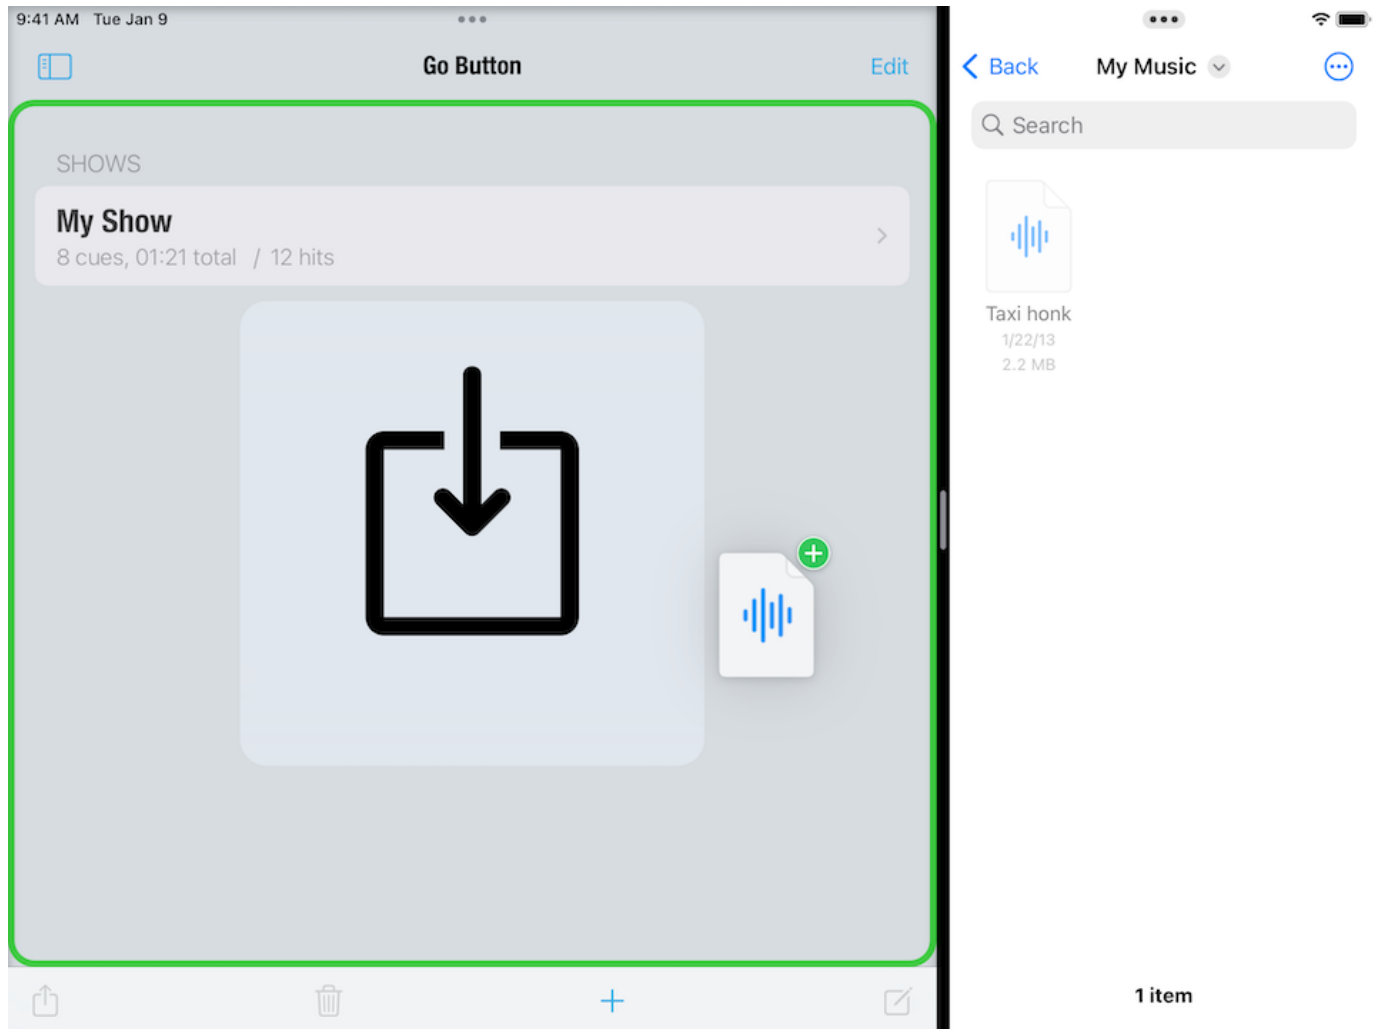 9:41 AM Tue Jan 9
Go Button
Edit
SHOWS
My Show
8 cues, 01:21 total / 12 hits
Back
My Music
Search
Taxi honk
1/22/13
2.2 MB
1 item